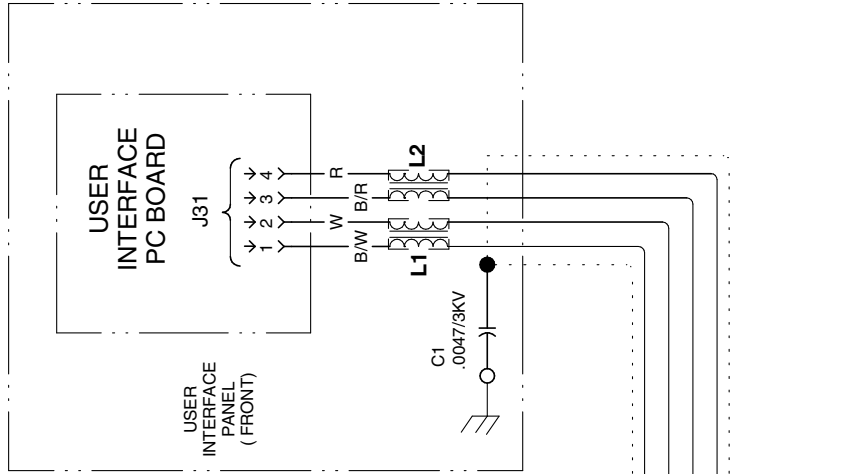 USER
INTERFACE
PC BOARD
J31
4
3
2
1
R
B/R
W
B/W
L2
L1
C1
.0047/3KV
USER
INTERFACE
PANEL
( FRONT)